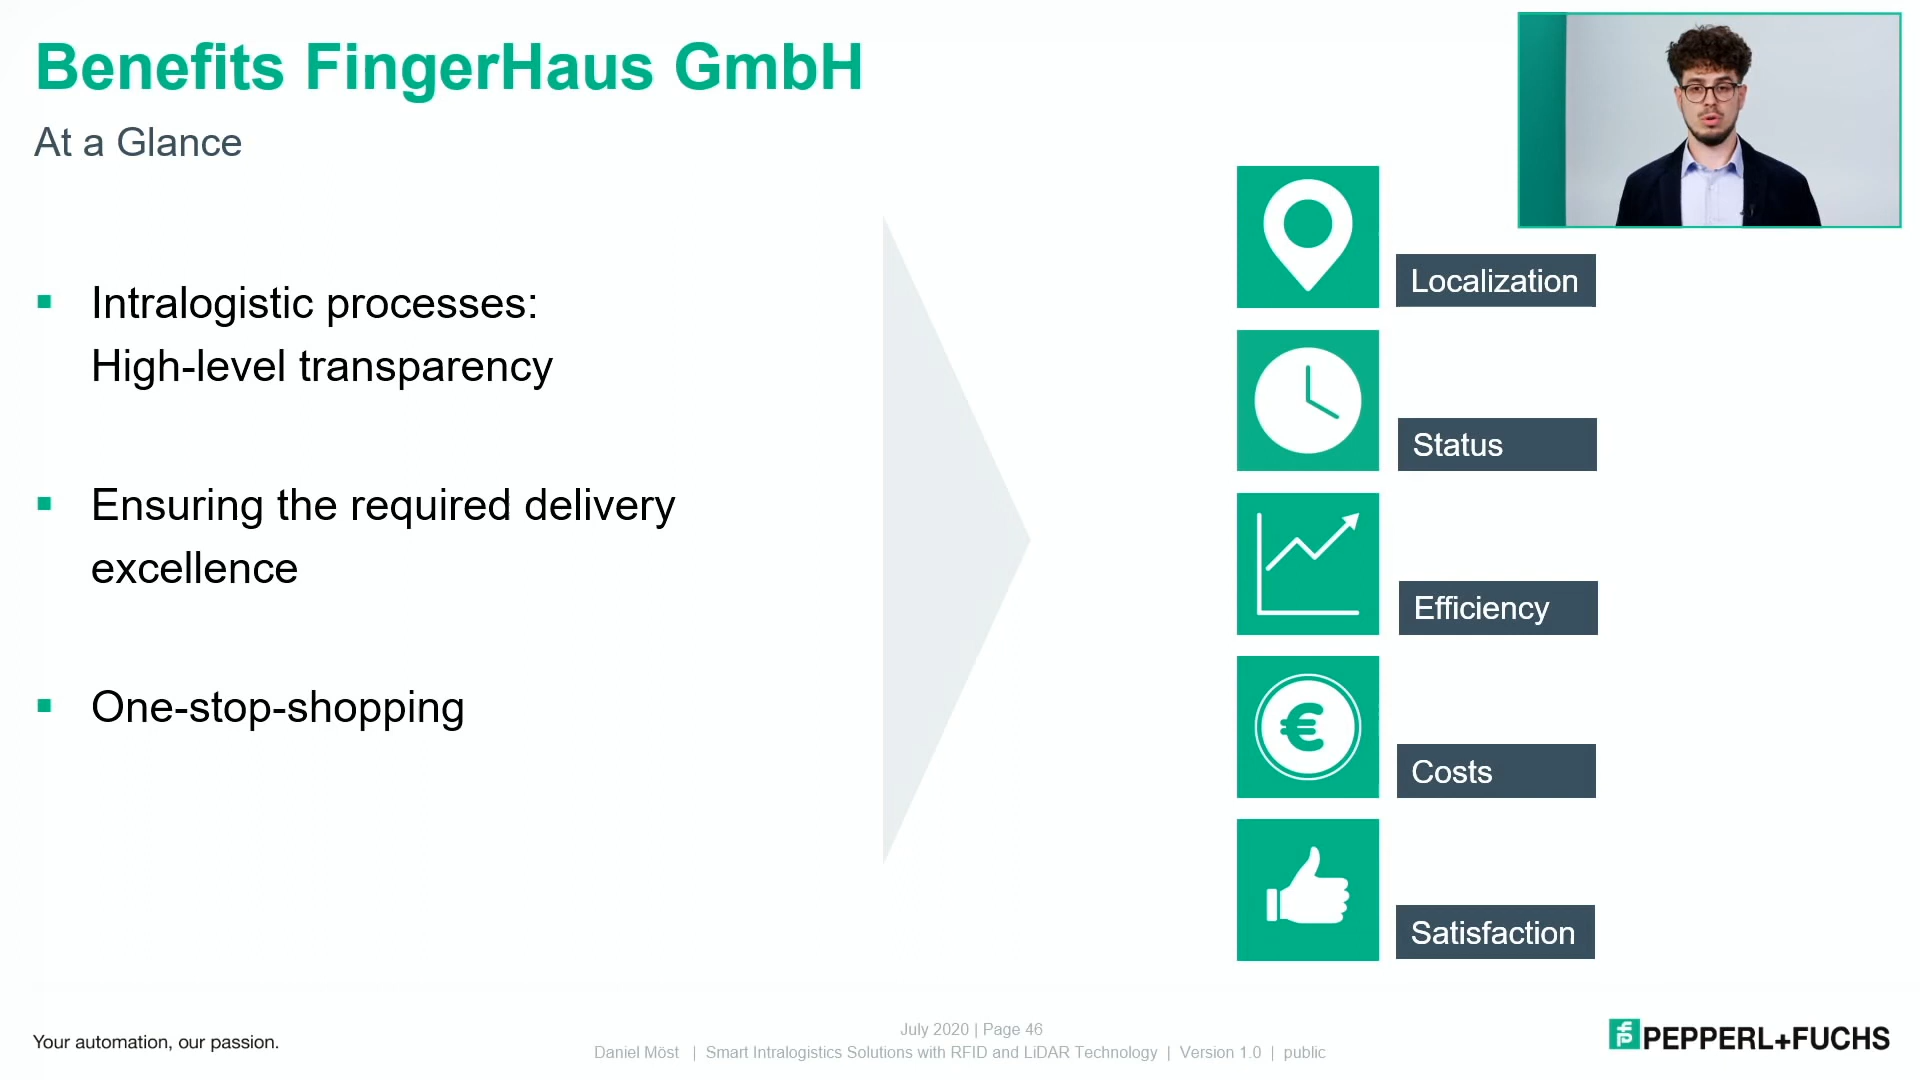 Benefits FingerHaus GmbH
At a Glance
Intralogistic processes:
High-level transparency
Ensuring the required delivery
excellence
One-stop-shopping
Localization
Status
Efficiency
€
Costs
Satisfaction
Your automation, our passion.
July 2020 | Page 46
Daniel Möst | Smart Intralogistics Solutions with RFID and LiDAR Technology | Version 1.0 | public
PEPPERL+FUCHS